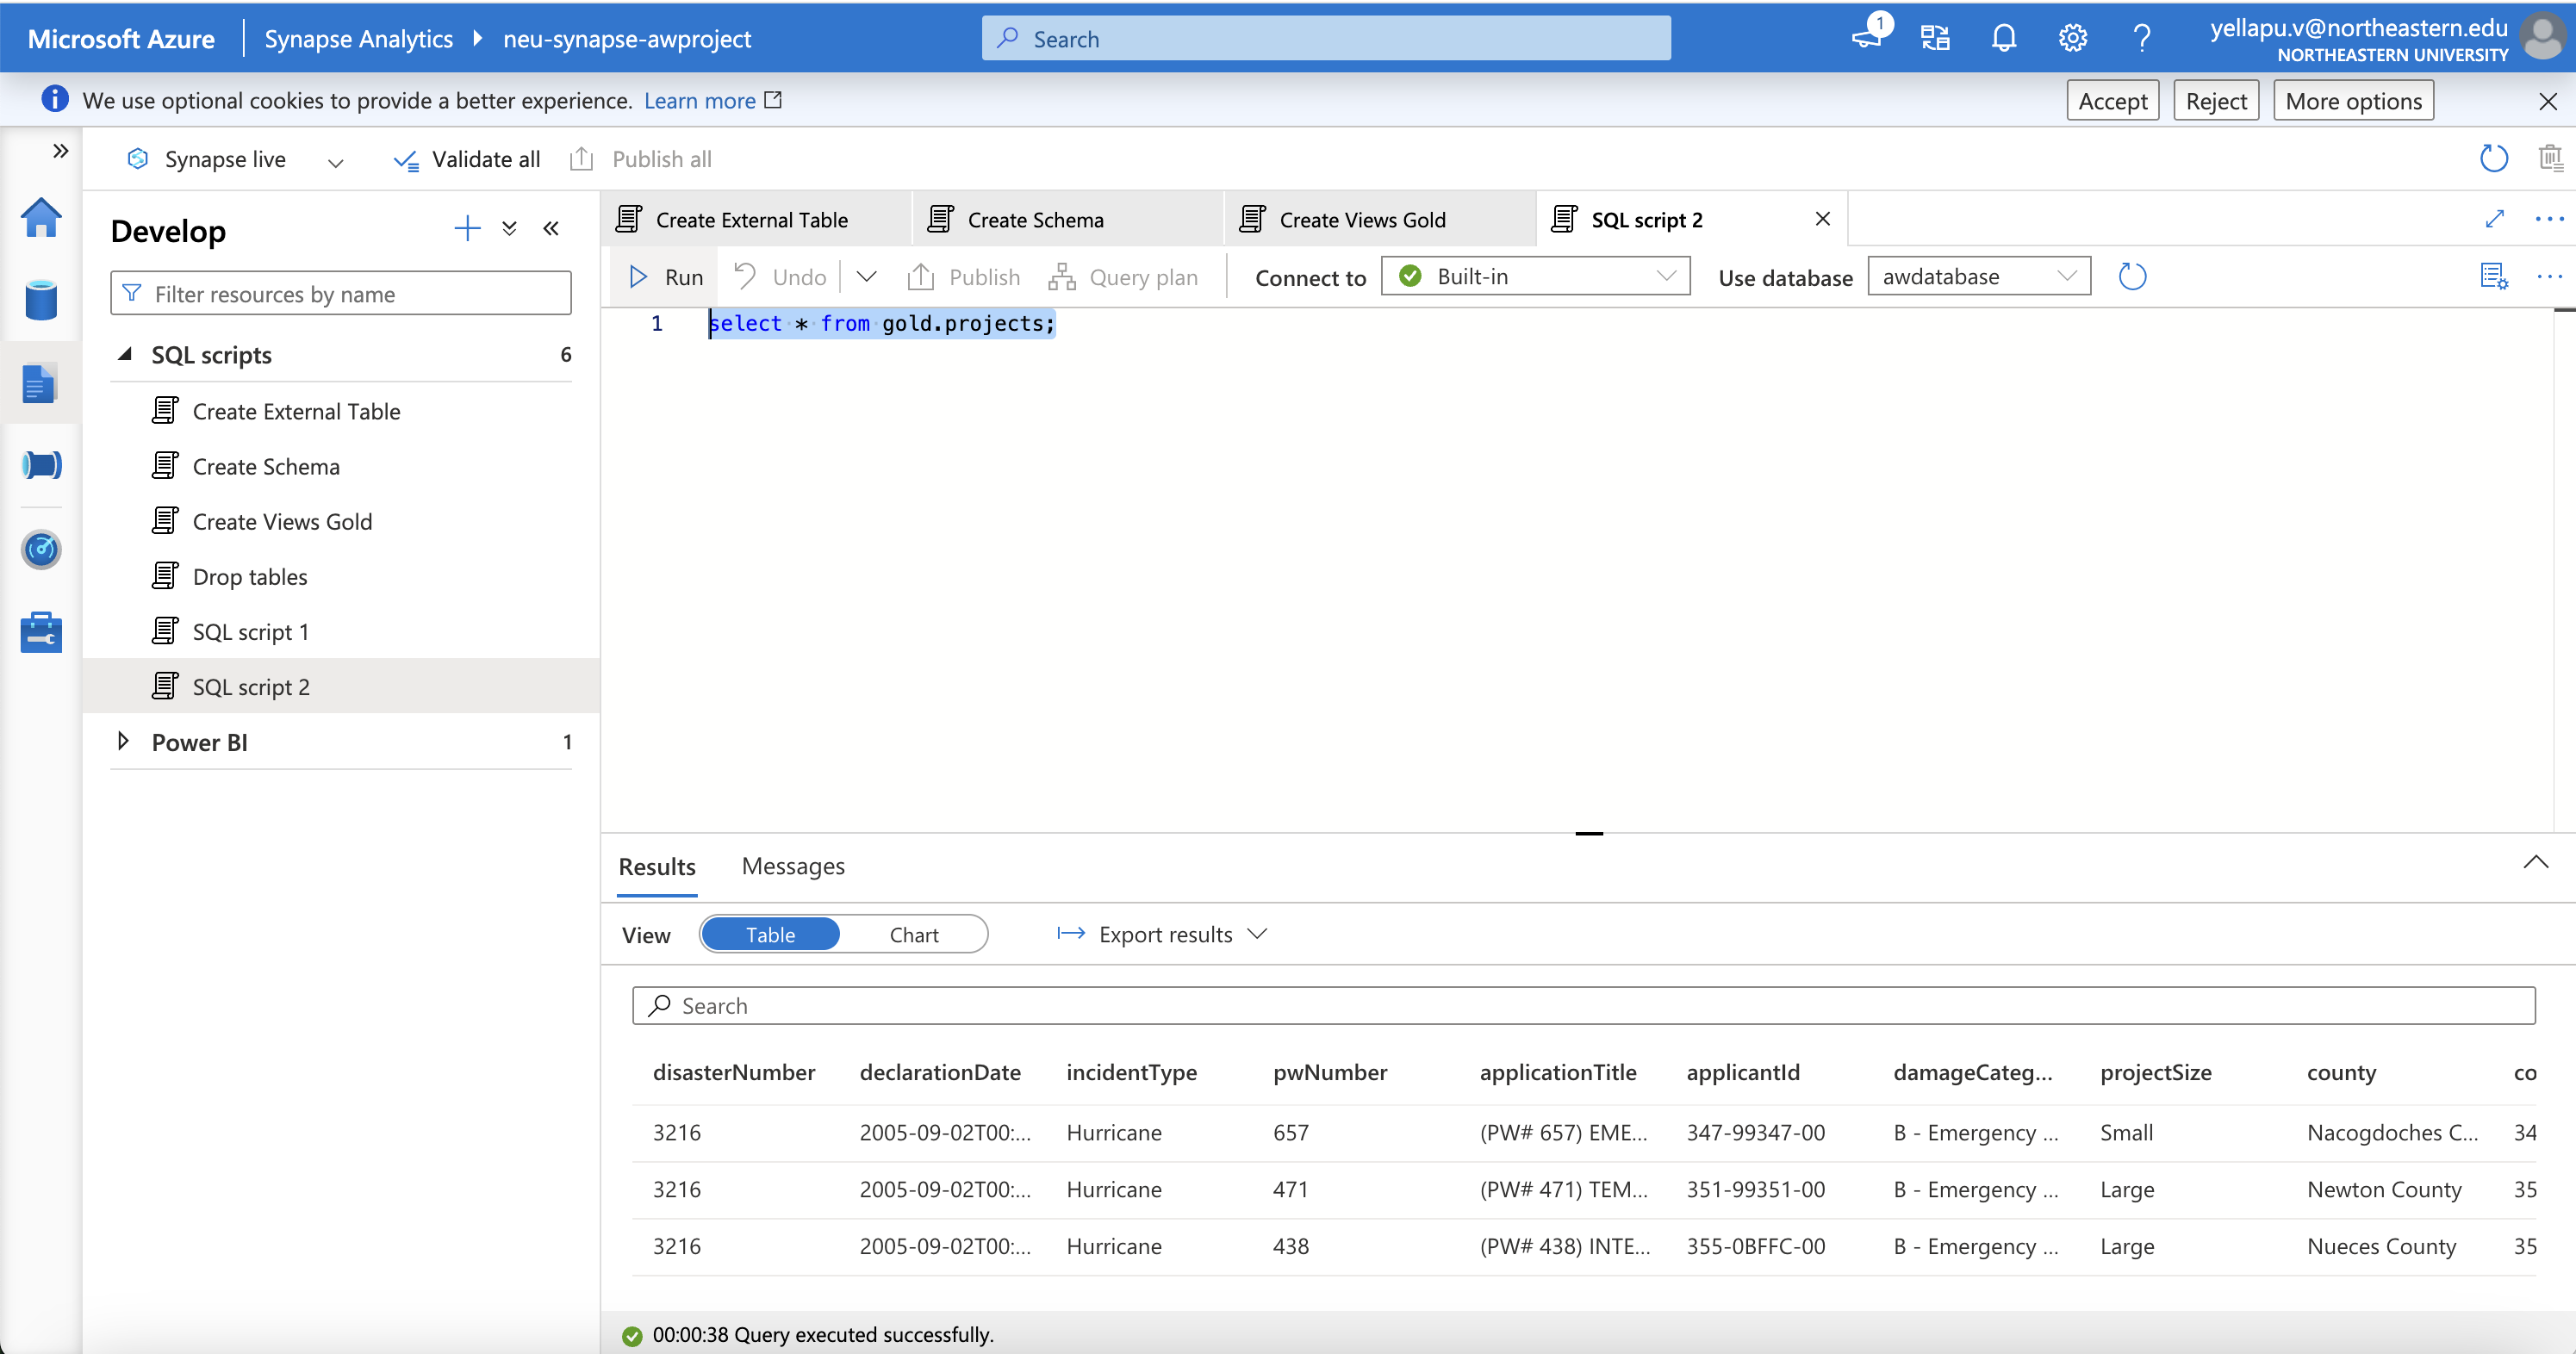 Microsoft Azure
Synapse Analytics
neu-synapse-awproject
Search
1
yellapu.v@northeastern.edu
NORTHEASTERN UNIVERSITY
We use optional cookies to provide a better experience. Learn more
Accept
Reject
More options
Synapse live
Validate all
Publish all
Develop
Filter resources by name
SQL scripts 6
Create External Table
Create Schema
Create Views Gold
Drop tables
SQL script 1
SQL script 2
Power BI 1
Create External Table
Create Schema
Create Views Gold
SQL script 2
Run
Undo
Publish
Query plan
Connect to
Built-in
Use database
awdatabase
1 select * from gold.projects;
Results
Messages
View
Table
Chart
Export results
Search
disasterNumber declarationDate incidentType pwNumber applicationTitle applicantId damageCateg... projectSize county co
3216 2005-09-02T00:... Hurricane 657 (PW# 657) EME... 347-99347-00 B - Emergency ... Small Nacogdoches C... 34
3216 2005-09-02T00:... Hurricane 471 (PW# 471) TEM... 351-99351-00 B - Emergency ... Large Newton County 35
3216 2005-09-02T00:... Hurricane 438 (PW# 438) INTE... 355-0BFFC-00 B - Emergency ... Large Nueces County 35
00:00:38 Query executed successfully.